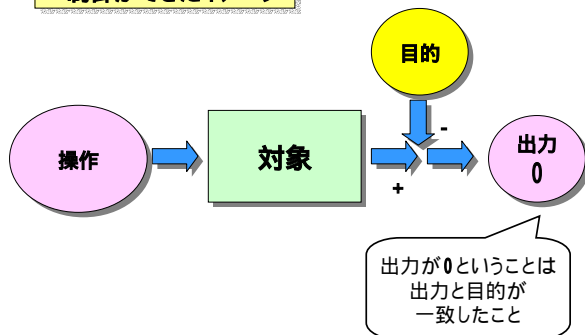 目的
-
操作
対象
+
出力
0
出力が0ということは
出力と目的が
一致したこと